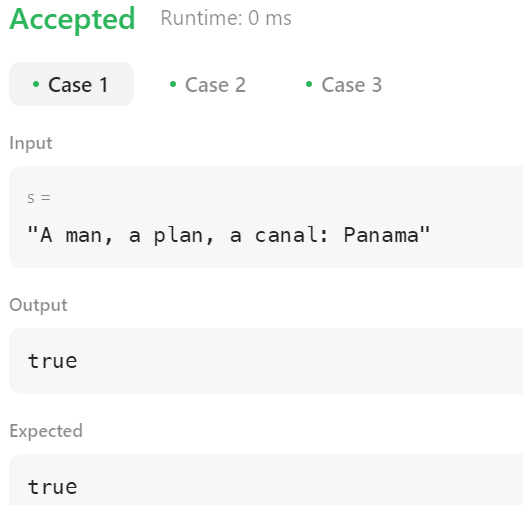 Accepted Runtime: 0 ms
• Case 1 • Case 2 • Case 3
Input
s =
"A man, a plan, a canal: Panama"
Output
true
Expected
true